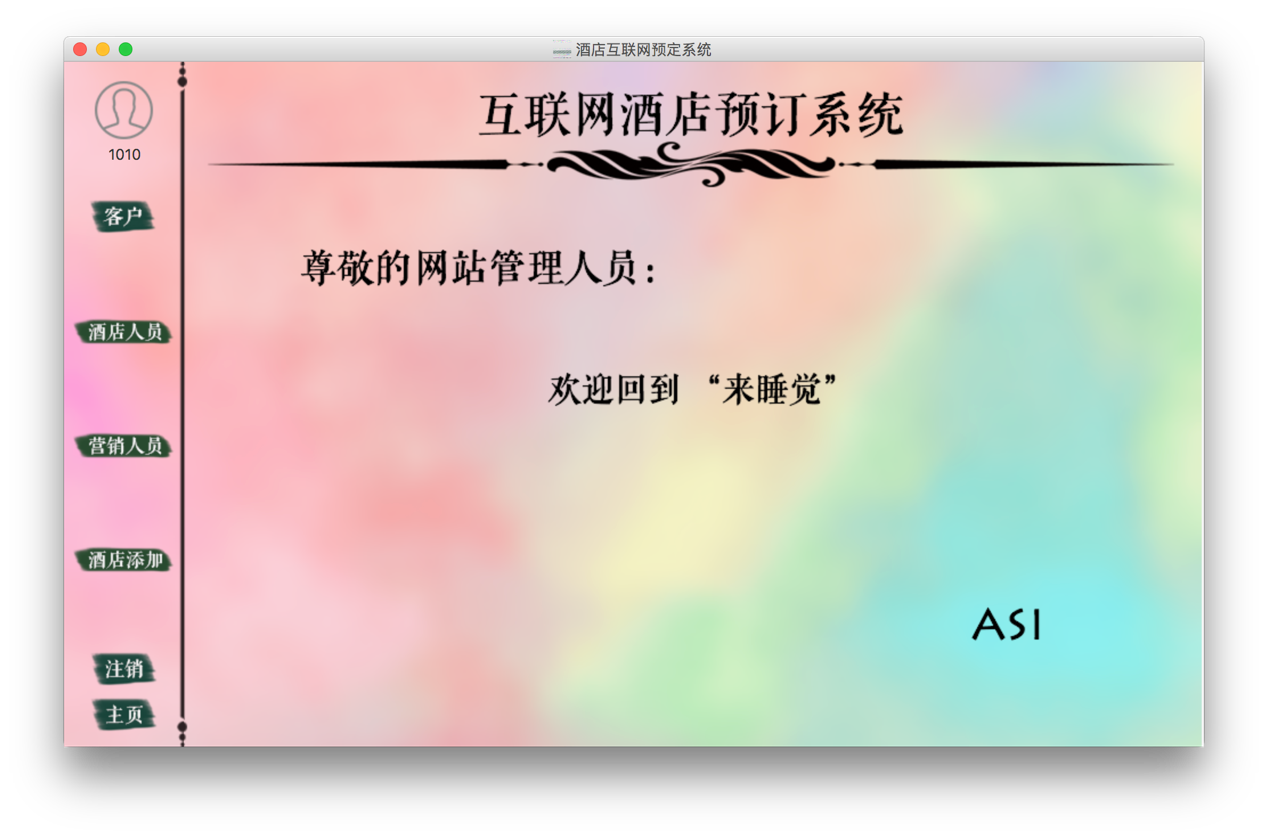 酒店互联网预定系统
1010
客户
酒店人员
营销人员
酒店添加
注销
主页
互联网酒店预订系统
尊敬的网站管理人员：
欢迎回到 “来睡觉”
ASI